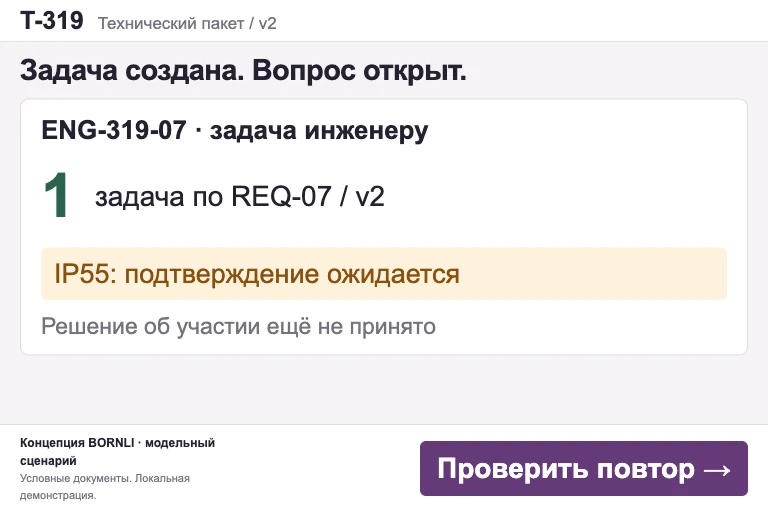 T-319 Технический пакет / v2
Задача создана. Вопрос открыт.
ENG-319-07 · задача инженеру
1 задача по REQ-07 / v2
IP55: подтверждение ожидается
Решение об участии ещё не принято
Концепция BORNLI · модельный
сценарий
Условные документы. Локальная
демонстрация.
Проверить повтор →